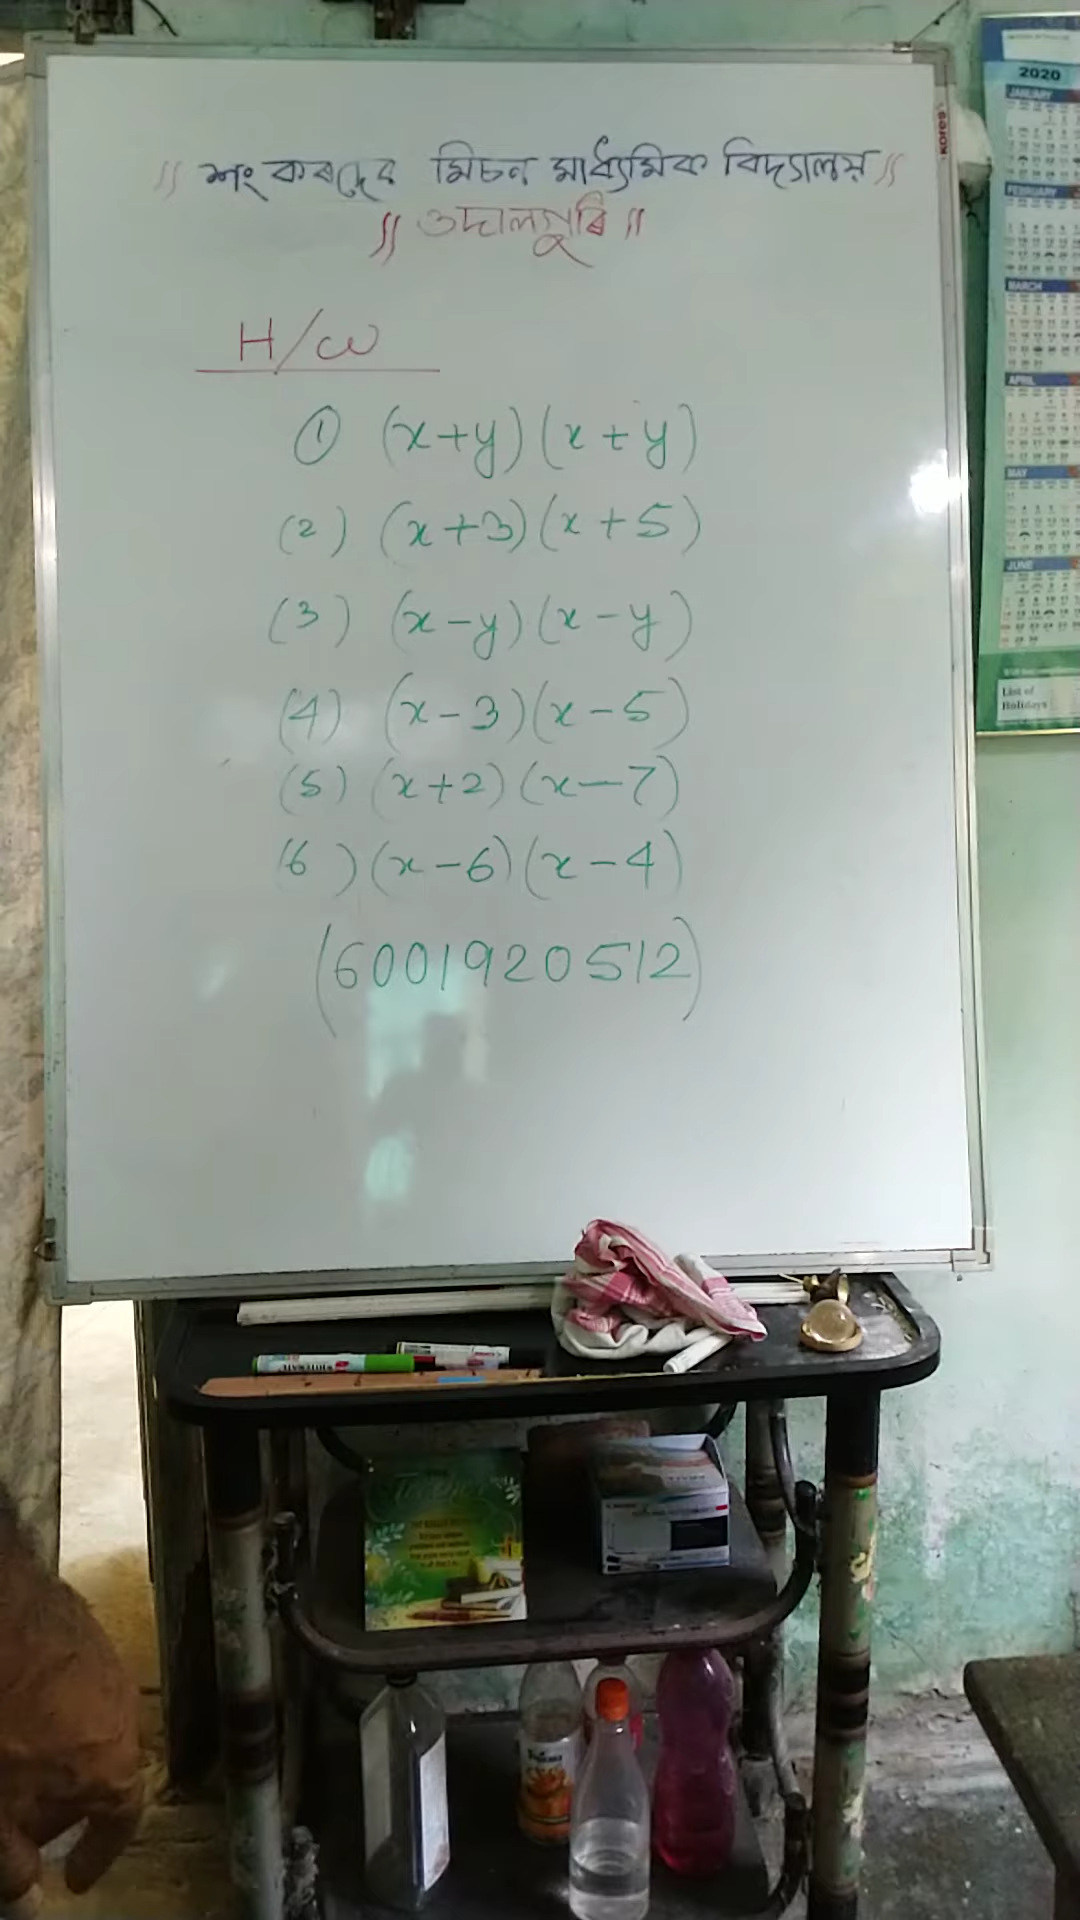 // শংকৰদেৱ মিচন মাধ্যমিক বিদ্যালয় //
// ওদালগুৰি //
H/W
① (x+y)(x+y)
(2) (x+3)(x+5)
(3) (x-y)(x-y)
(4) (x-3)(x-5)
(5) (x+2)(x-7)
(6) (x-6)(x-4)
(6001920512)
Kores
2020
JANUARY
FEBRUARY
MARCH
APRIL
MAY
JUNE
List of
Holidays